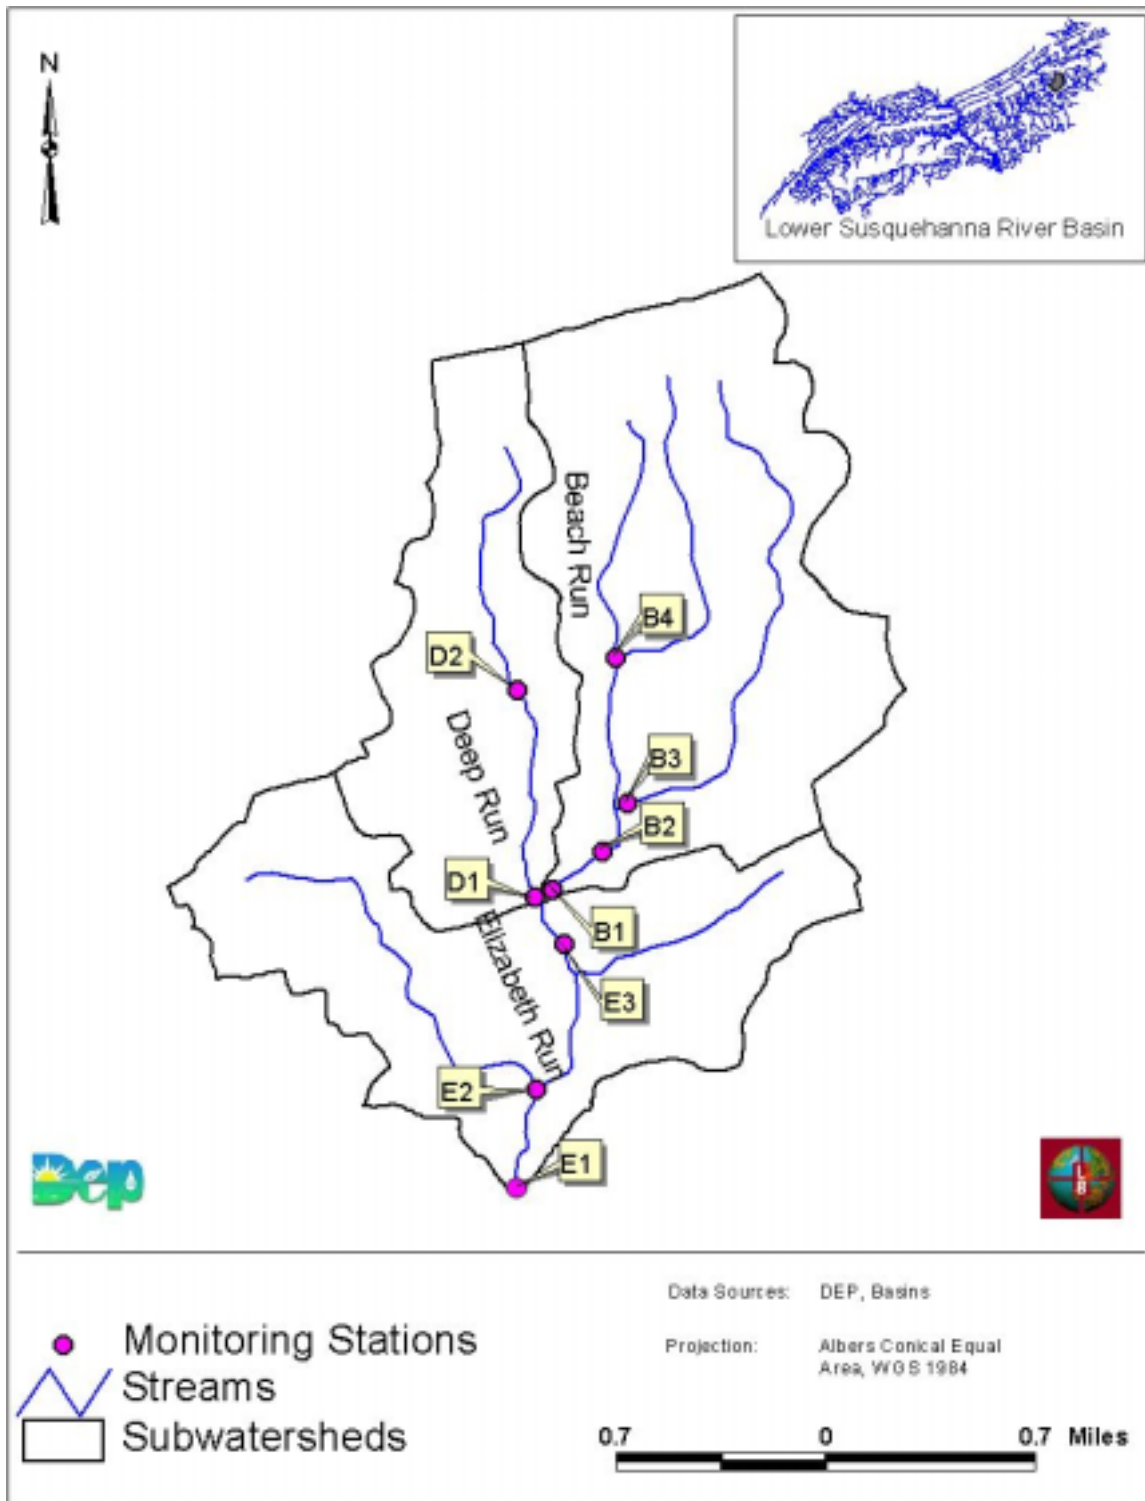 N
Lower Susquehanna River Basin
Beach Run
B4
D2
Deep Run
B3
B2
D1
B1
Elizabeth Run
E3
E2
E1
Dep
L
B
Data Sources: DEP, Basins
Monitoring Stations
Projection: Albers Conical Equal
Area, WGS 1984
Streams
Subwatersheds
0.7 0 0.7 Miles